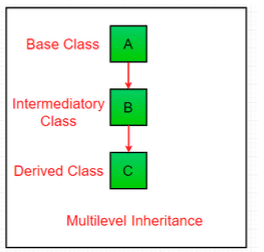 Base Class A
Intermediatory
Class B
Derived Class C
Multilevel Inheritance